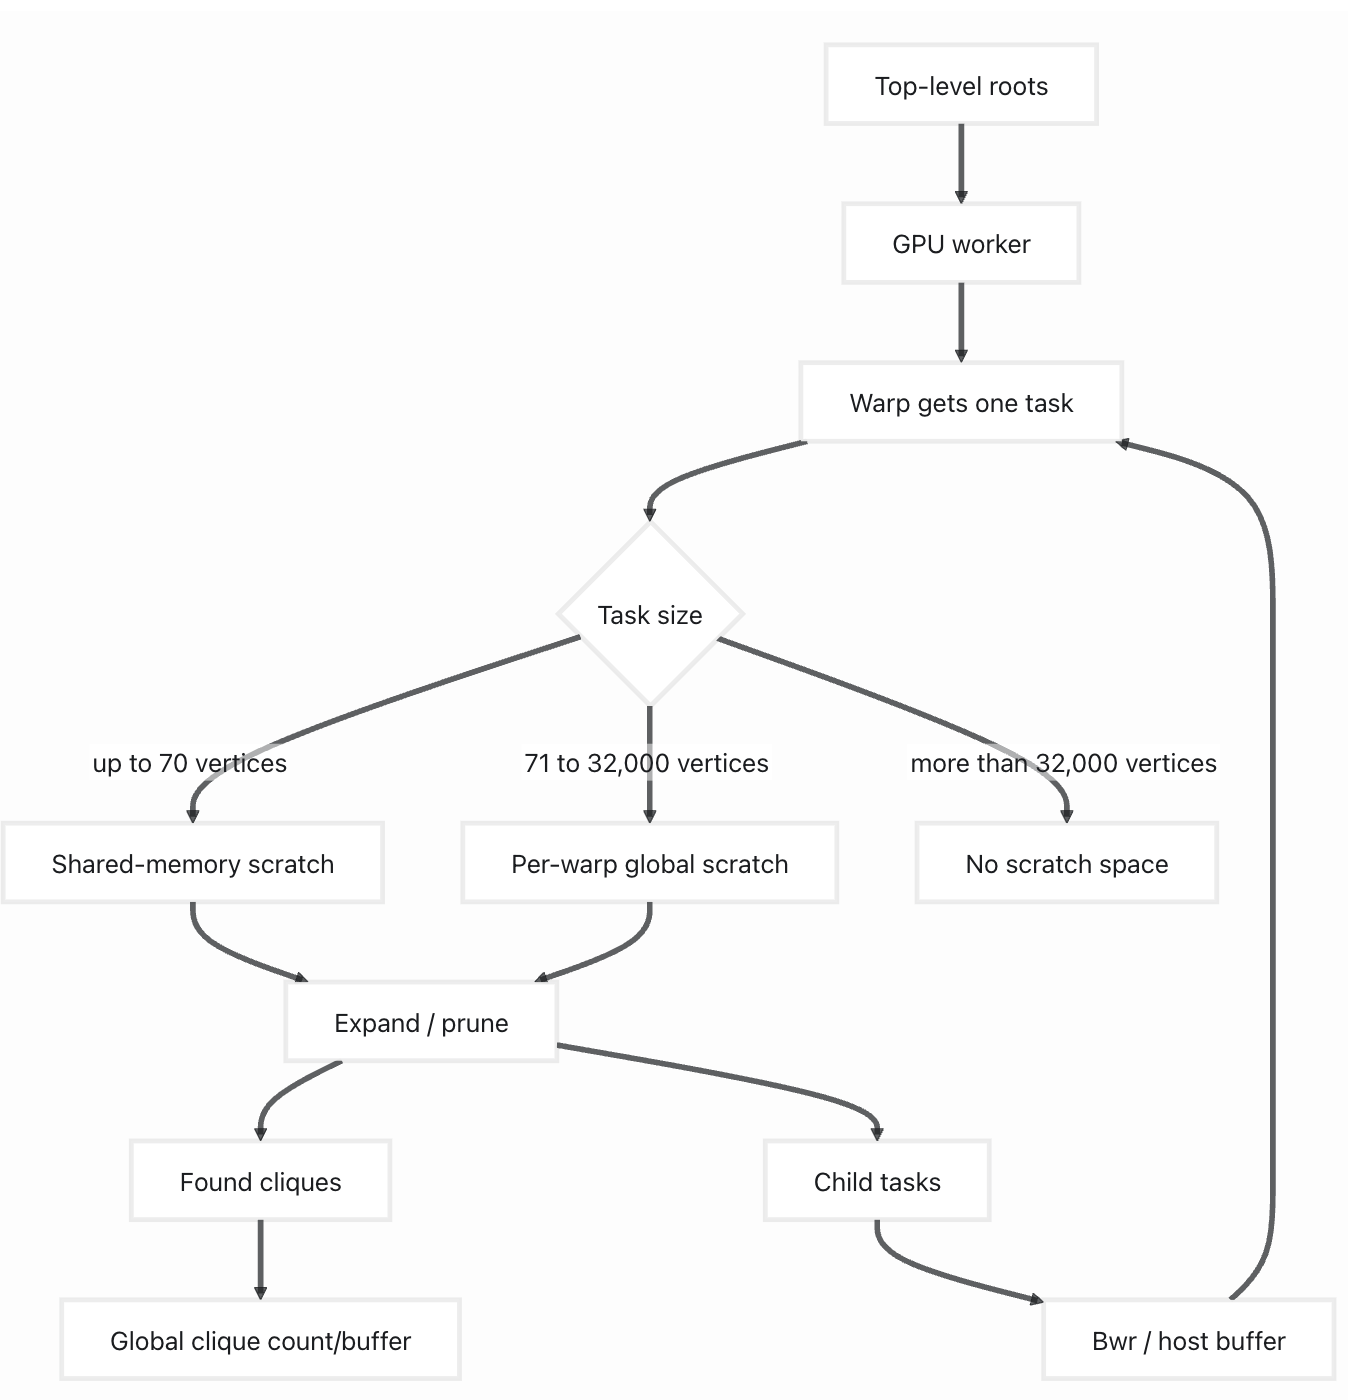 Top-level roots
GPU worker
Warp gets one task
Task size
up to 70 vertices
71 to 32,000 vertices
more than 32,000 vertices
Shared-memory scratch
Per-warp global scratch
No scratch space
Expand / prune
Found cliques
Child tasks
Global clique count/buffer
Bwr / host buffer